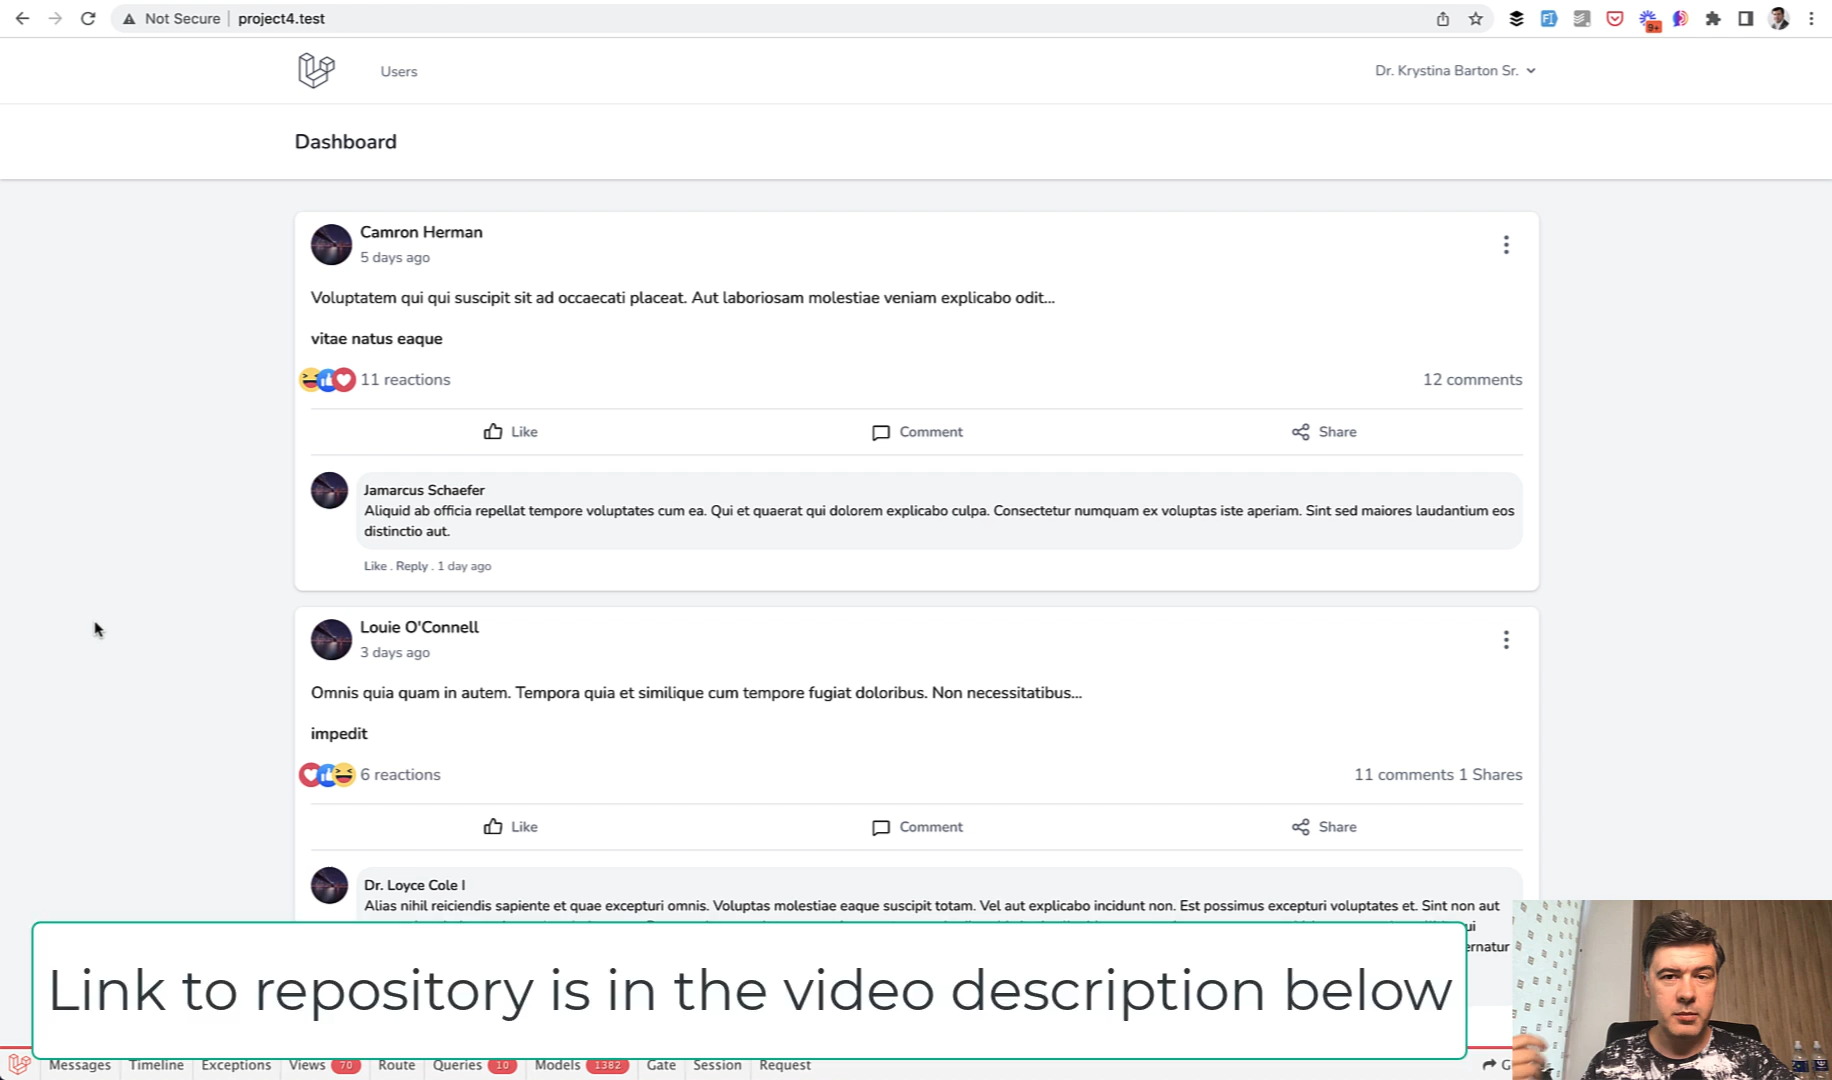 Not Secure project4.test
9+
Users
Dr. Krystina Barton Sr.
Dashboard
Camron Herman
5 days ago
Voluptatem qui qui suscipit sit ad occaecati placeat. Aut laboriosam molestiae veniam explicabo odit...
vitae natus eaque
11 reactions
12 comments
Like
Comment
Share
Jamarcus Schaefer
Aliquid ab officia repellat tempore voluptates cum ea. Qui et quaerat qui dolorem explicabo culpa. Consectetur numquam ex voluptas iste aperiam. Sint sed maiores laudantium eos
distinctio aut.
Like . Reply . 1 day ago
Louie O'Connell
3 days ago
Omnis quia quam in autem. Tempora quia et similique cum tempore fugiat doloribus. Non necessitatibus...
impedit
6 reactions
11 comments 1 Shares
Like
Comment
Share
Dr. Loyce Cole I
Alias nihil reiciendis sapiente et quae excepturi omnis. Voluptas molestiae eaque suscipit totam. Vel aut explicabo incidunt non. Est possimus excepturi voluptates et. Sint non aut
Link to repository is in the video description below
Messages Timeline Exceptions Views 70 Route Queries 10 Models 1382 Gate Session Request